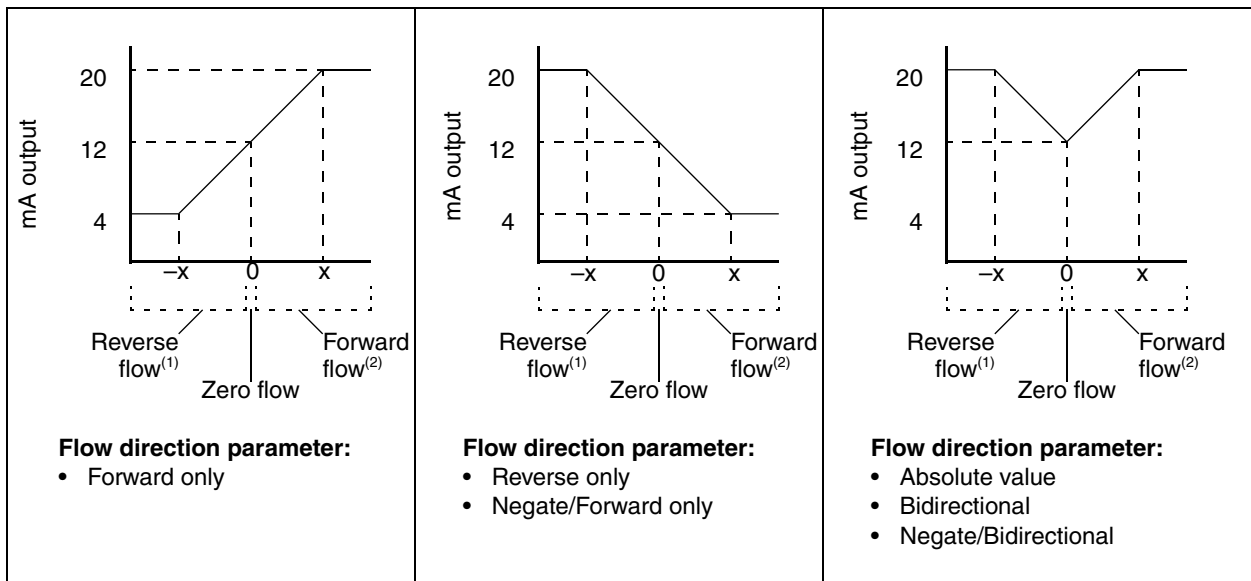 mA output
20
12
4
–x 0 x
Reverse flow(1)
Forward flow(2)
Zero flow
Flow direction parameter:
• Forward only
mA output
20
12
4
–x 0 x
Reverse flow(1)
Forward flow(2)
Zero flow
Flow direction parameter:
• Reverse only
• Negate/Forward only
mA output
20
12
4
–x 0 x
Reverse flow(1)
Forward flow(2)
Zero flow
Flow direction parameter:
• Absolute value
• Bidirectional
• Negate/Bidirectional